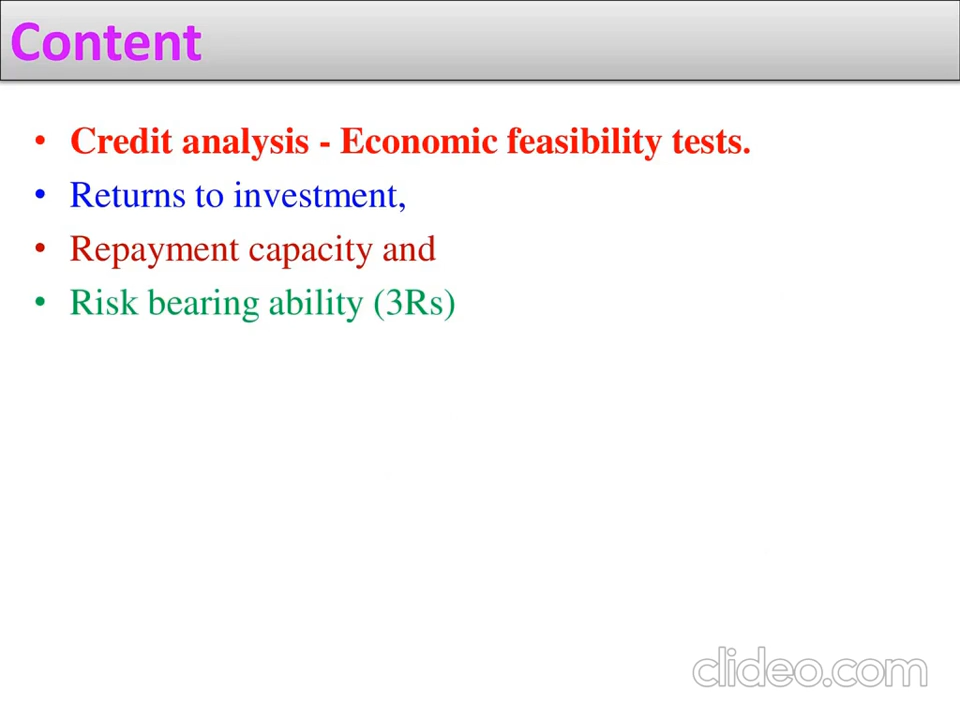 Content
• Credit analysis - Economic feasibility tests.
• Returns to investment,
• Repayment capacity and
• Risk bearing ability (3Rs)
clideo.com